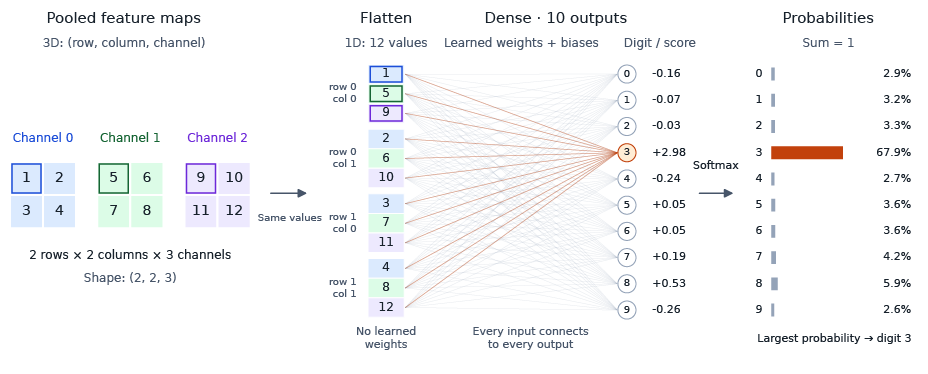 Pooled feature maps
3D: (row, column, channel)
Channel 0 Channel 1 Channel 2
1 2 5 6 9 10
3 4 7 8 11 12
2 rows × 2 columns × 3 channels
Shape: (2, 2, 3)
Same values
Flatten
1D: 12 values
row 0
col 0
1
5
9
row 0
col 1
2
6
10
row 1
col 0
3
7
11
row 1
col 1
4
8
12
No learned
weights
Dense · 10 outputs
Learned weights + biases
Digit / score
0 -0.16
1 -0.07
2 -0.03
3 +2.98
4 -0.24
5 +0.05
6 +0.05
7 +0.19
8 +0.53
9 -0.26
Every input connects
to every output
Softmax
Probabilities
Sum = 1
0 2.9%
1 3.2%
2 3.3%
3 67.9%
4 2.7%
5 3.6%
6 3.6%
7 4.2%
8 5.9%
9 2.6%
Largest probability → digit 3